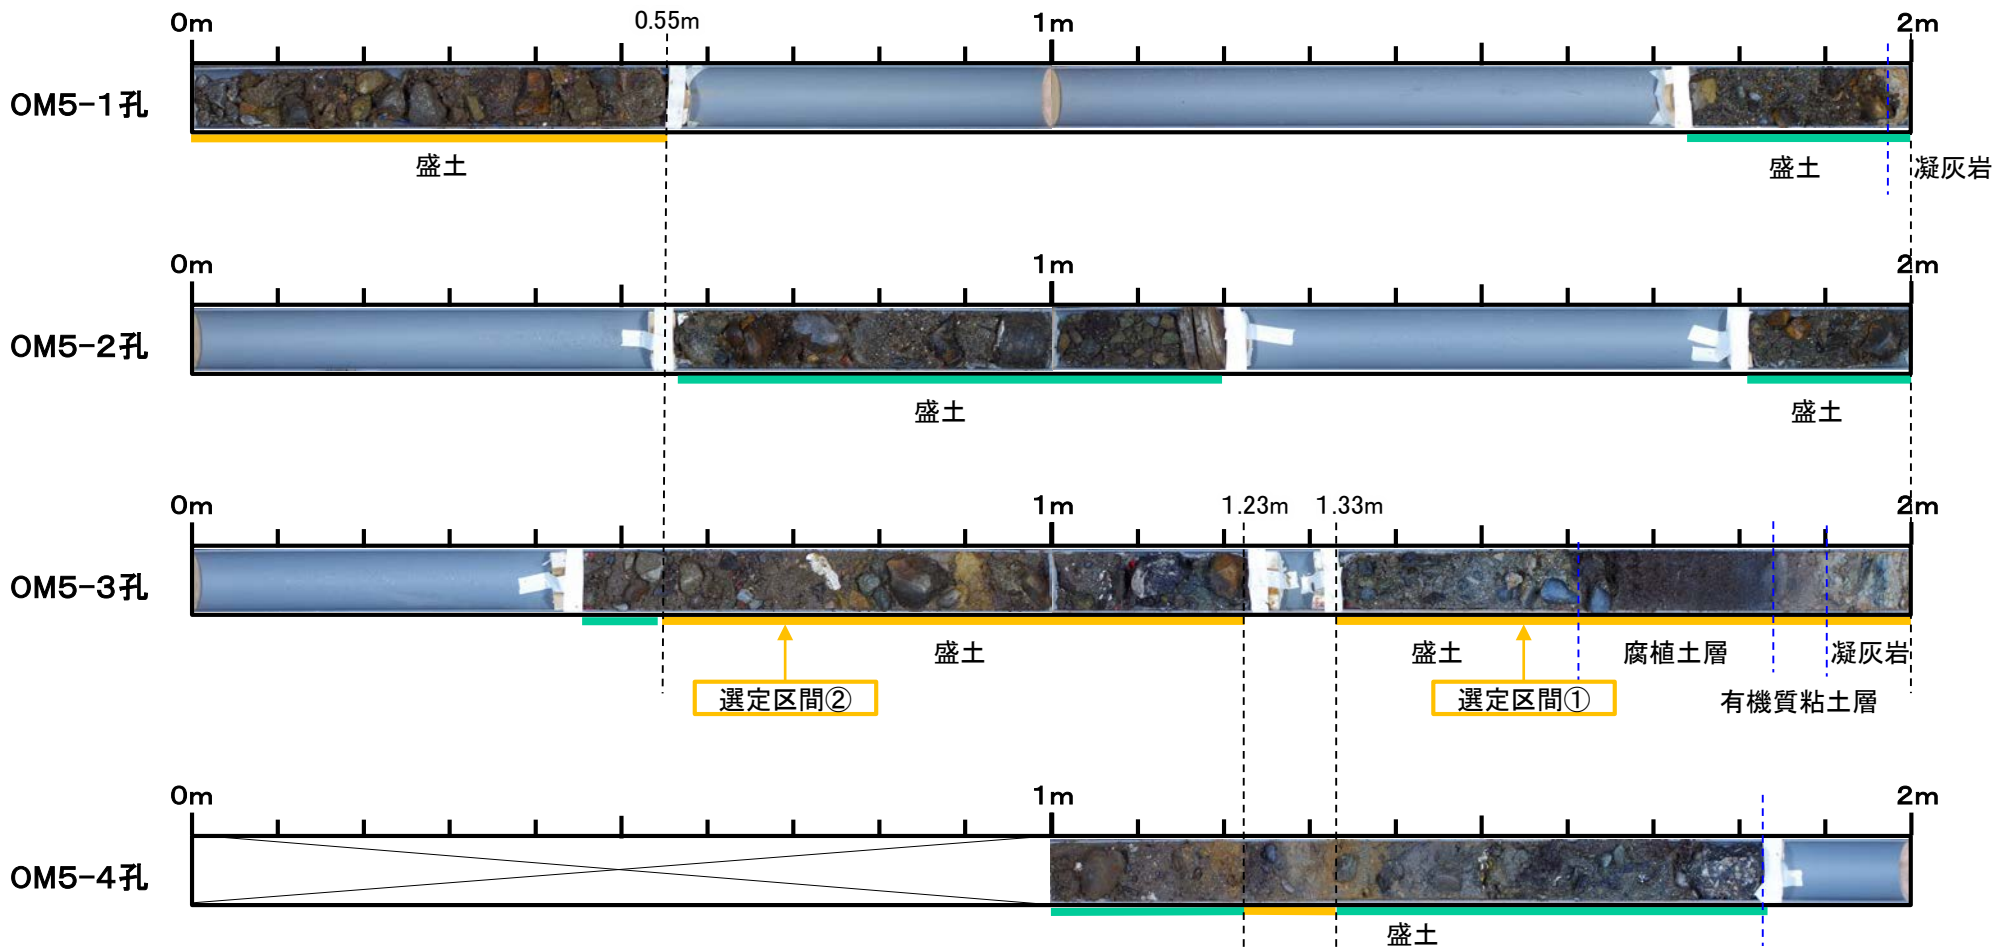 0m 0.55m 1m 2m
OM5-1孔
盛土 盛土 凝灰岩
0m 1m 2m
OM5-2孔
盛土 盛土
0m 1m 1.23m 1.33m 2m
OM5-3孔
盛土 盛土 腐植土層 凝灰岩
選定区間② 選定区間① 有機質粘土層
0m 1m 2m
OM5-4孔
盛土